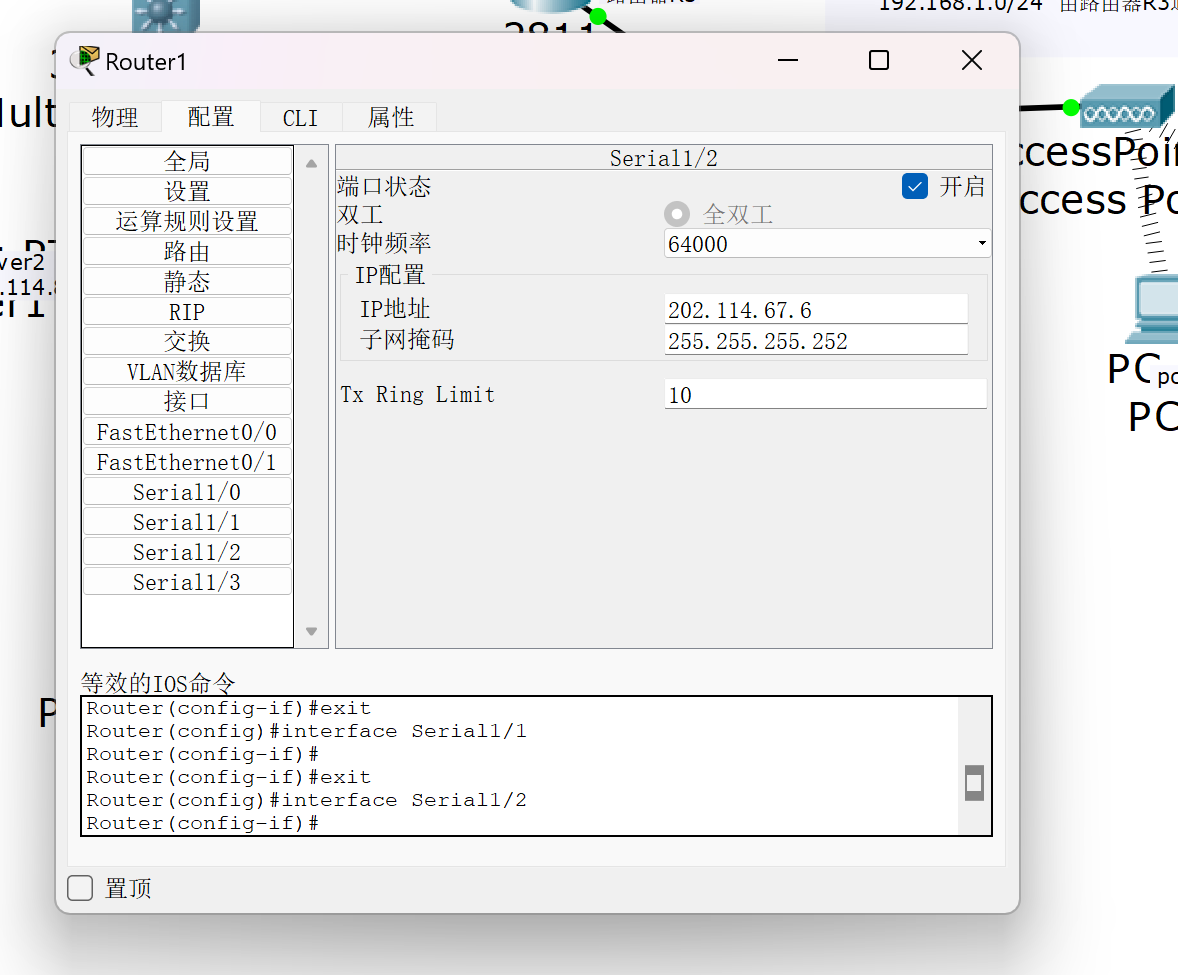 192.168.1.0/24 由路由器R3
2811
Router1
物理
配置
CLI
属性
全局
设置
运算规则设置
路由
静态
RIP
交换
VLAN数据库
接口
FastEthernet0/0
FastEthernet0/1
Serial1/0
Serial1/1
Serial1/2
Serial1/3
Serial1/2
端口状态
开启
双工
全双工
时钟频率
64000
IP配置
IP地址
202.114.67.6
子网掩码
255.255.255.252
Tx Ring Limit
10
等效的IOS命令
Router(config-if)#exit
Router(config)#interface Serial1/1
Router(config-if)#
Router(config-if)#exit
Router(config)#interface Serial1/2
Router(config-if)#
置顶
ccessPoi
ccess Po
PC
PC
ver2
.114.